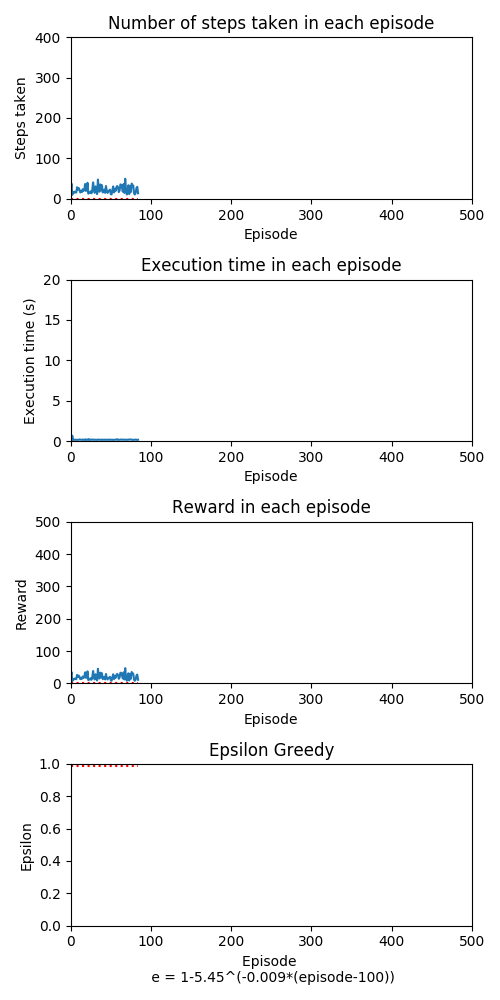 Number of steps taken in each episode
400
300
200
100
0
Steps taken
0 100 200 300 400 500
Episode
Execution time in each episode
20
15
10
5
0
Execution time (s)
0 100 200 300 400 500
Episode
Reward in each episode
500
400
300
200
100
0
Reward
0 100 200 300 400 500
Episode
Epsilon Greedy
1.0
0.8
0.6
0.4
0.2
0.0
Epsilon
0 100 200 300 400 500
Episode
e = 1-5.45^(-0.009*(episode-100))